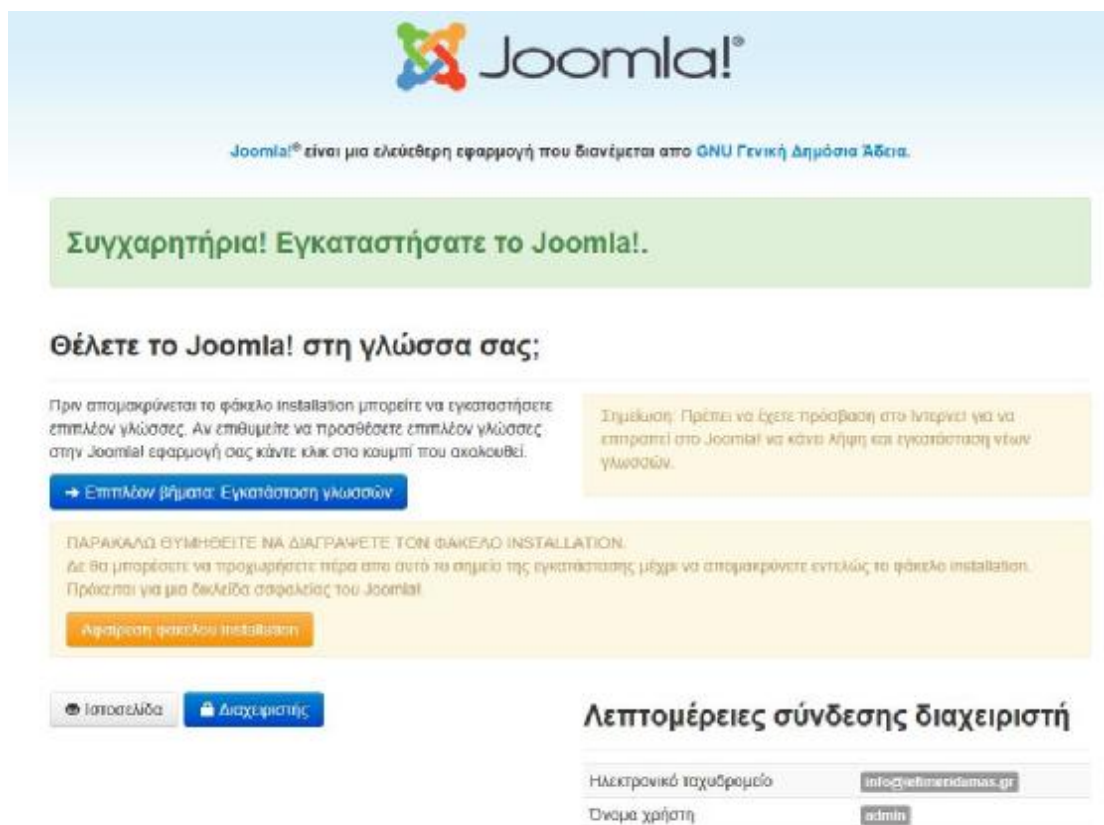 Joomla!®
Joomla!® είναι μια ελεύθερη εφαρμογή που διανέμεται απο GNU Γενική Δημόσια Άδεια.
Συγχαρητήρια! Εγκαταστήσατε το Joomla!.
Θέλετε το Joomla! στη γλώσσα σας;
Πριν απομακρύνεται το φάκελο installation μπορείτε να εγκαταστήσετε
επιπλέον γλώσσες. Αν επιθυμείτε να προσθέσετε επιπλέον γλώσσες
στην Joomla! εφαρμογή σας κάντε κλικ στο κουμπί που ακολουθεί.
Σημείωση: Πρέπει να έχετε πρόσβαση στο Ιντερνετ για να
επιτραπεί στο Joomla! να κάνει λήψη και εγκατάσταση νέων
γλωσσών.
→ Επιπλέον βήματα: Εγκατάσταση γλωσσών
ΠΑΡΑΚΑΛΩ ΘΥΜΗΘΕΙΤΕ ΝΑ ΔΙΑΓΡΑΨΕΤΕ ΤΟΝ ΦΑΚΕΛΟ INSTALLATION.
Δε θα μπορέσετε να προχωρήσετε πέρα απο αυτό το σημείο της εγκατάστασης μέχρι να απομακρύνετε εντελώς το φάκελο installation.
Πρόκειται για μια δικλείδα ασφαλείας του Joomla!
Αφαίρεση φακέλου installation
Ιστοσελίδα
Διαχειριστής
Λεπτομέρειες σύνδεσης διαχειριστή
Ηλεκτρονικό ταχυδρομείο
Όνομα χρήστη admin